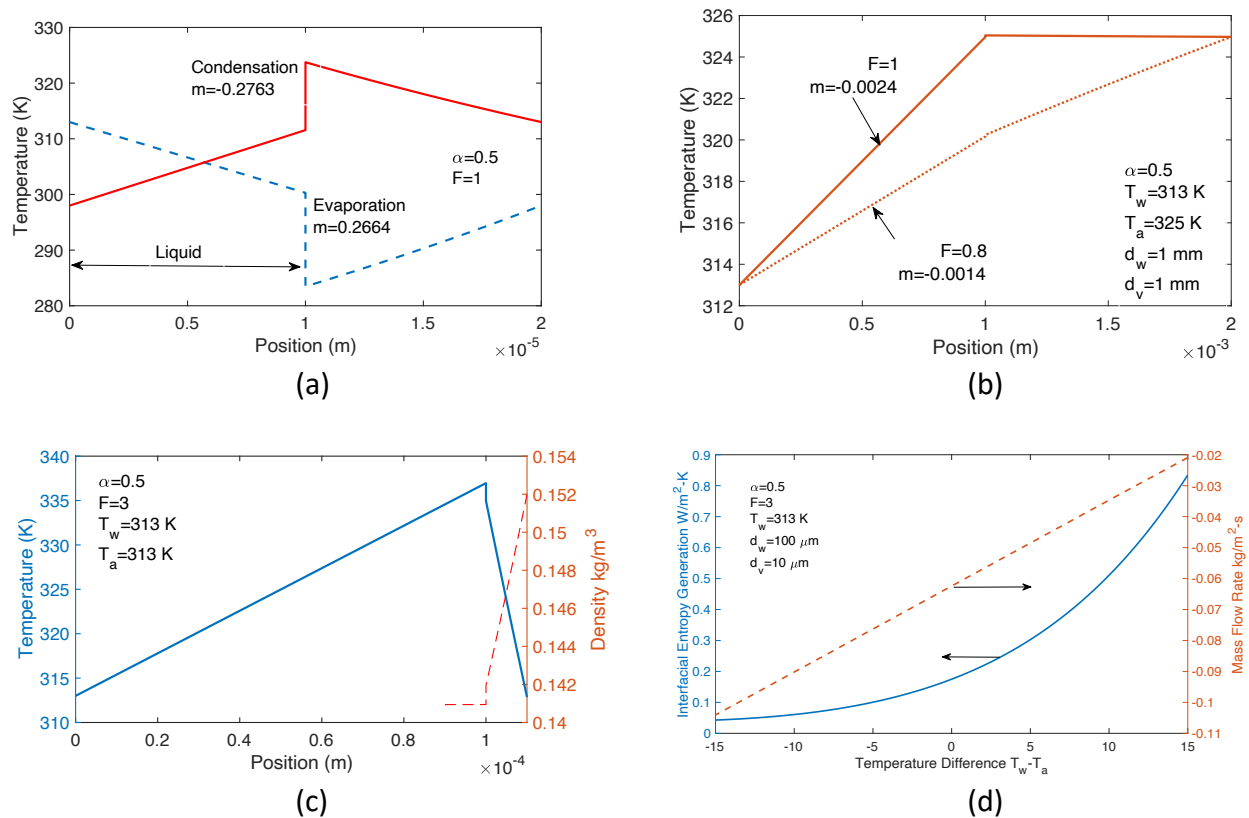 330
320
310
300
290
280
Temperature (K)
Condensation
m=-0.2763
α=0.5
F=1
Evaporation
m=0.2664
Liquid
0
0.5
1
1.5
2
Position (m)
×10⁻⁵
(a)
326
324
322
320
318
316
314
312
Temperature (K)
F=1
m=-0.0024
F=0.8
m=-0.0014
α=0.5
T_w=313 K
T_a=325 K
d_w=1 mm
d_v=1 mm
0
0.5
1
1.5
2
Position (m)
×10⁻³
(b)
340
335
330
325
320
315
310
Temperature (K)
α=0.5
F=3
T_w=313 K
T_a=313 K
0.154
0.152
0.15
0.148
0.146
0.144
0.142
0.14
Density kg/m³
0
0.2
0.4
0.6
0.8
1
Position (m)
×10⁻⁴
(c)
0.9
0.8
0.7
0.6
0.5
0.4
0.3
0.2
0.1
0
Interfacial Entropy Generation W/m²-K
α=0.5
F=3
T_w=313 K
d_w=100 μm
d_v=10 μm
-0.02
-0.03
-0.04
-0.05
-0.06
-0.07
-0.08
-0.09
-0.1
-0.11
Mass Flow Rate kg/m²-s
-15
-10
-5
0
5
10
15
Temperature Difference T_w-T_a
(d)